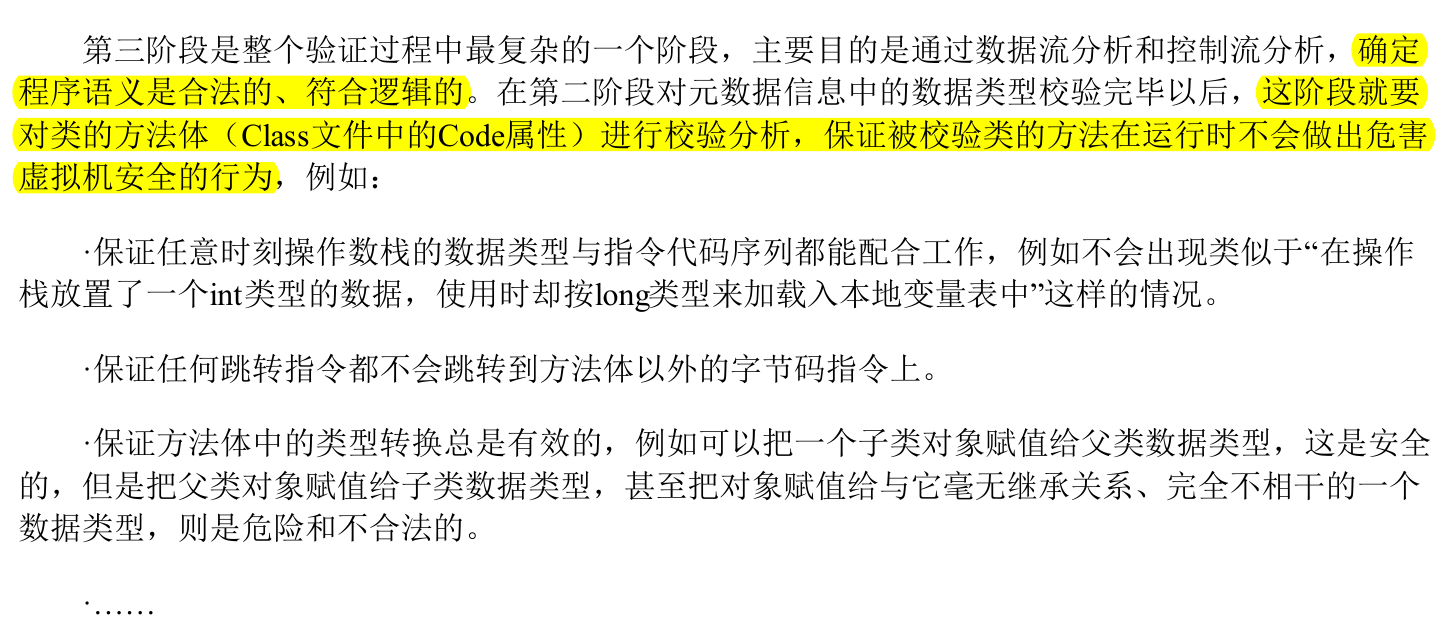 第三阶段是整个验证过程中最复杂的一个阶段，主要目的是通过数据流分析和控制流分析，确定
程序语义是合法的、符合逻辑的。在第二阶段对元数据信息中的数据类型校验完毕以后，这阶段就要
对类的方法体（Class文件中的Code属性）进行校验分析，保证被校验类的方法在运行时不会做出危害
虚拟机安全的行为，例如：
·保证任意时刻操作数栈的数据类型与指令代码序列都能配合工作，例如不会出现类似于“在操作
栈放置了一个int类型的数据，使用时却按long类型来加载入本地变量表中”这样的情况。
·保证任何跳转指令都不会跳转到方法体以外的字节码指令上。
·保证方法体中的类型转换总是有效的，例如可以把一个子类对象赋值给父类数据类型，这是安全
的，但是把父类对象赋值给子类数据类型，甚至把对象赋值给与它毫无继承关系、完全不相干的一个
数据类型，则是危险和不合法的。
·……